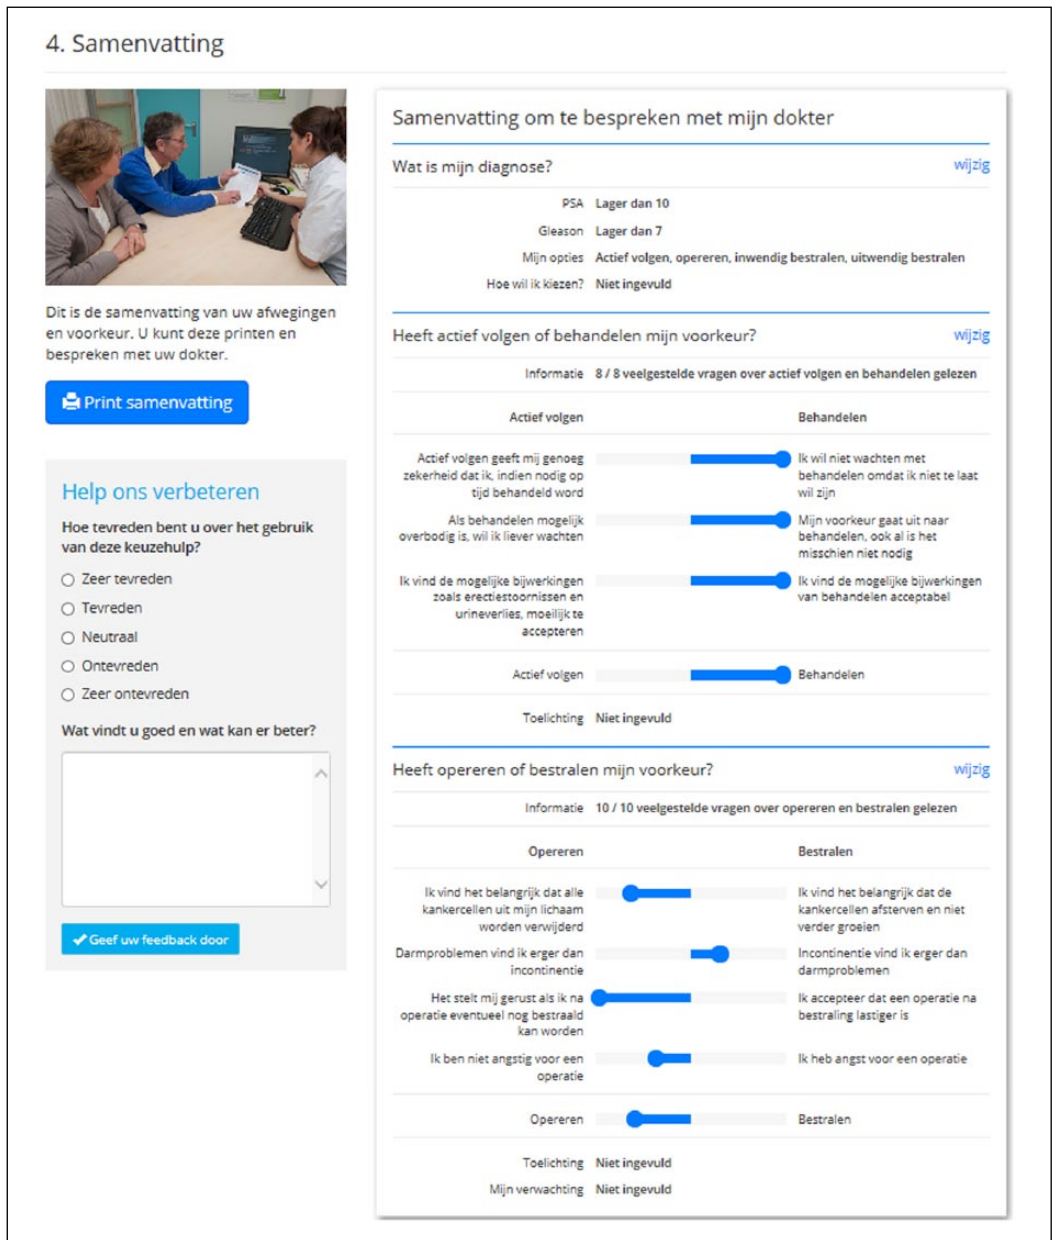 4. Samenvatting
Dit is de samenvatting van uw afwegingen
en voorkeur. U kunt deze printen en
bespreken met uw dokter.
Print samenvatting
Help ons verbeteren
Hoe tevreden bent u over het gebruik
van deze keuzehulp?
Zeer tevreden
Tevreden
Neutraal
Ontevreden
Zeer ontevreden
Wat vindt u goed en wat kan er beter?
Geef uw feedback door
Samenvatting om te bespreken met mijn dokter
Wat is mijn diagnose? wijzig
PSA Lager dan 10
Gleason Lager dan 7
Mijn opties Actief volgen, opereren, inwendig bestralen, uitwendig bestralen
Hoe wil ik kiezen? Niet ingevuld
Heeft actief volgen of behandelen mijn voorkeur? wijzig
Informatie 8 / 8 veelgestelde vragen over actief volgen en behandelen gelezen
Actief volgen Behandelen
Actief volgen geeft mij genoeg
zekerheid dat ik, indien nodig op
tijd behandeld word
Ik wil niet wachten met
behandelen omdat ik niet te laat
wil zijn
Als behandelen mogelijk
overbodig is, wil ik liever wachten
Mijn voorkeur gaat uit naar
behandelen, ook al is het
misschien niet nodig
Ik vind de mogelijke bijwerkingen
zoals erectiestoornissen en
urineverlies, moeilijk te
accepteren
Ik vind de mogelijke bijwerkingen
van behandelen acceptabel
Actief volgen Behandelen
Toelichting Niet ingevuld
Heeft opereren of bestralen mijn voorkeur? wijzig
Informatie 10 / 10 veelgestelde vragen over opereren en bestralen gelezen
Opereren Bestralen
Ik vind het belangrijk dat alle
kankercellen uit mijn lichaam
worden verwijderd
Ik vind het belangrijk dat de
kankercellen afsterven en niet
verder groeien
Darmproblemen vind ik erger dan
incontinentie
Incontinentie vind ik erger dan
darmproblemen
Het stelt mij gerust als ik na
operatie eventueel nog bestraald
kan worden
Ik accepteer dat een operatie na
bestraling lastiger is
Ik ben niet angstig voor een
operatie
Ik heb angst voor een operatie
Opereren Bestralen
Toelichting Niet ingevuld
Mijn verwachting Niet ingevuld